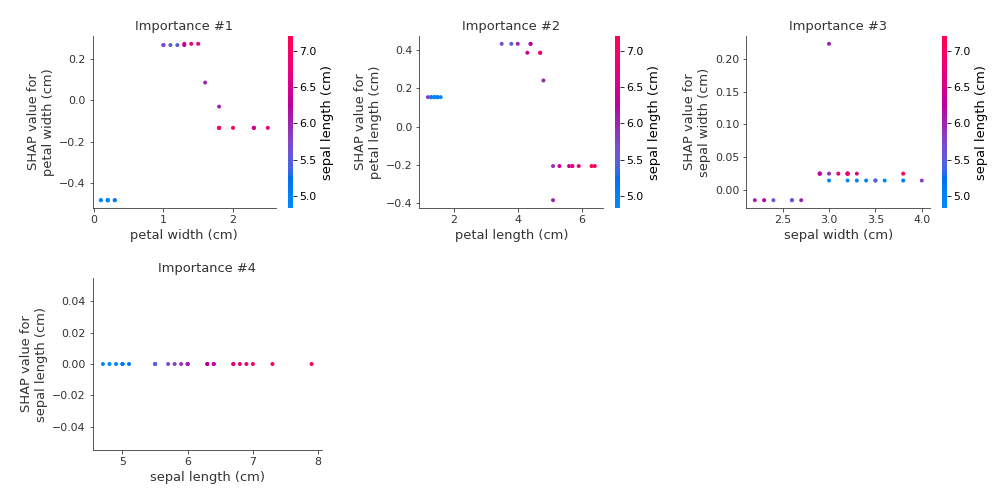 Importance #1
Importance #2
Importance #3
SHAP value for
petal width (cm)
0.2
0.0
−0.2
−0.4
0
1
2
petal width (cm)
7.0
6.5
6.0
5.5
5.0
sepal length (cm)
SHAP value for
petal length (cm)
0.4
0.2
0.0
−0.2
−0.4
2
4
6
petal length (cm)
7.0
6.5
6.0
5.5
5.0
sepal length (cm)
SHAP value for
sepal width (cm)
0.20
0.15
0.10
0.05
0.00
2.5
3.0
3.5
4.0
sepal width (cm)
7.0
6.5
6.0
5.5
5.0
sepal length (cm)
Importance #4
SHAP value for
sepal length (cm)
0.04
0.02
0.00
−0.02
−0.04
5
6
7
8
sepal length (cm)